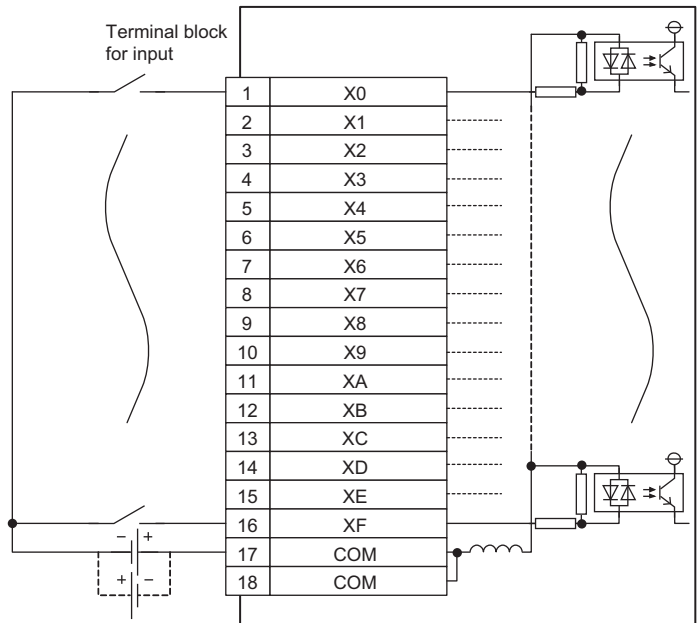 Terminal block
for input
1 X0
2 X1
3 X2
4 X3
5 X4
6 X5
7 X6
8 X7
9 X8
10 X9
11 XA
12 XB
13 XC
14 XD
15 XE
16 XF
− +
17 COM
+ −
18 COM